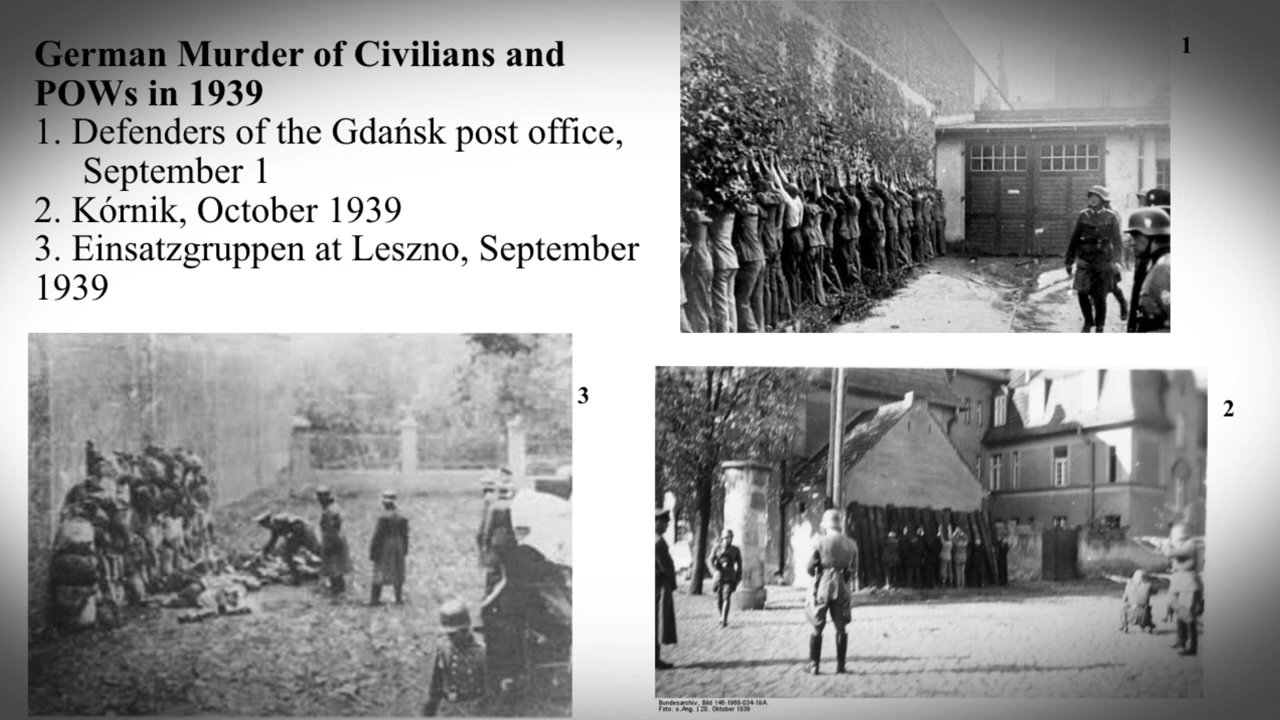 German Murder of Civilians and
POWs in 1939
1. Defenders of the Gdańsk post office,
September 1
2. Kórnik, October 1939
3. Einsatzgruppen at Leszno, September
1939
1
3
2
Bundesarchiv, Bild 146-1968-034-19A
Foto: o.Ang. | 20. Oktober 1939